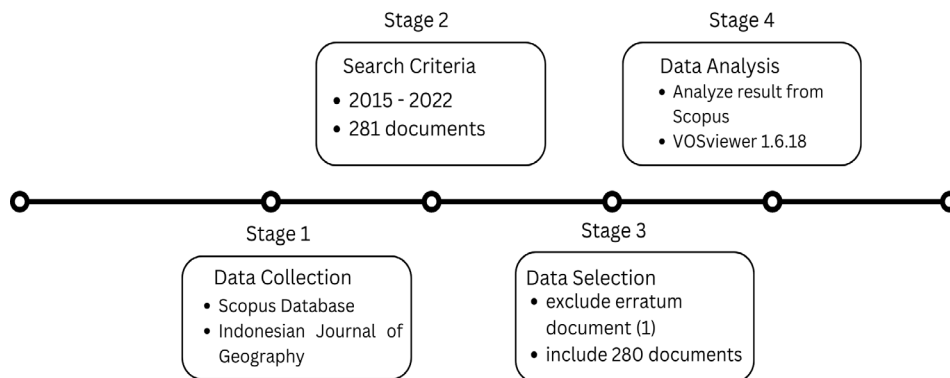 Stage 2
Search Criteria
• 2015 - 2022
• 281 documents
Stage 4
Data Analysis
• Analyze result from
Scopus
• VOSviewer 1.6.18
Stage 1
Data Collection
• Scopus Database
• Indonesian Journal of
Geography
Stage 3
Data Selection
• exclude erratum
document (1)
• include 280 documents